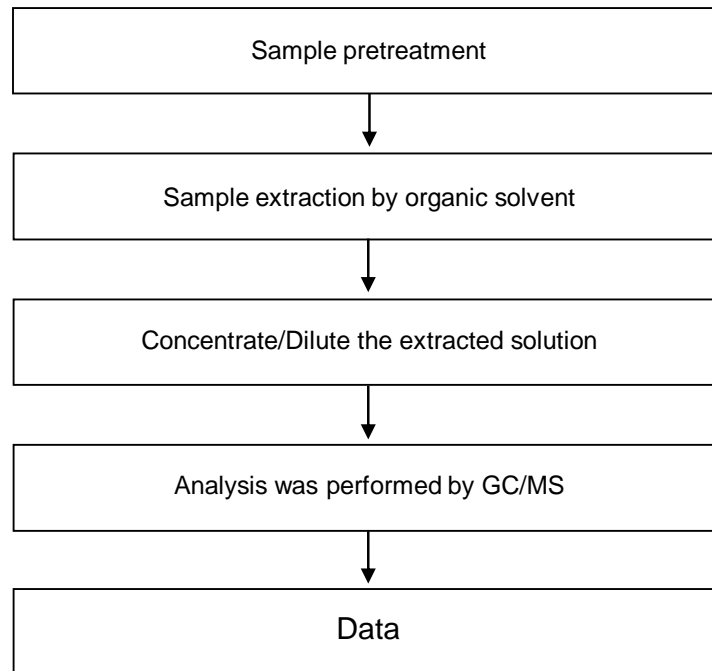 Sample pretreatment
Sample extraction by organic solvent
Concentrate/Dilute the extracted solution
Analysis was performed by GC/MS
Data